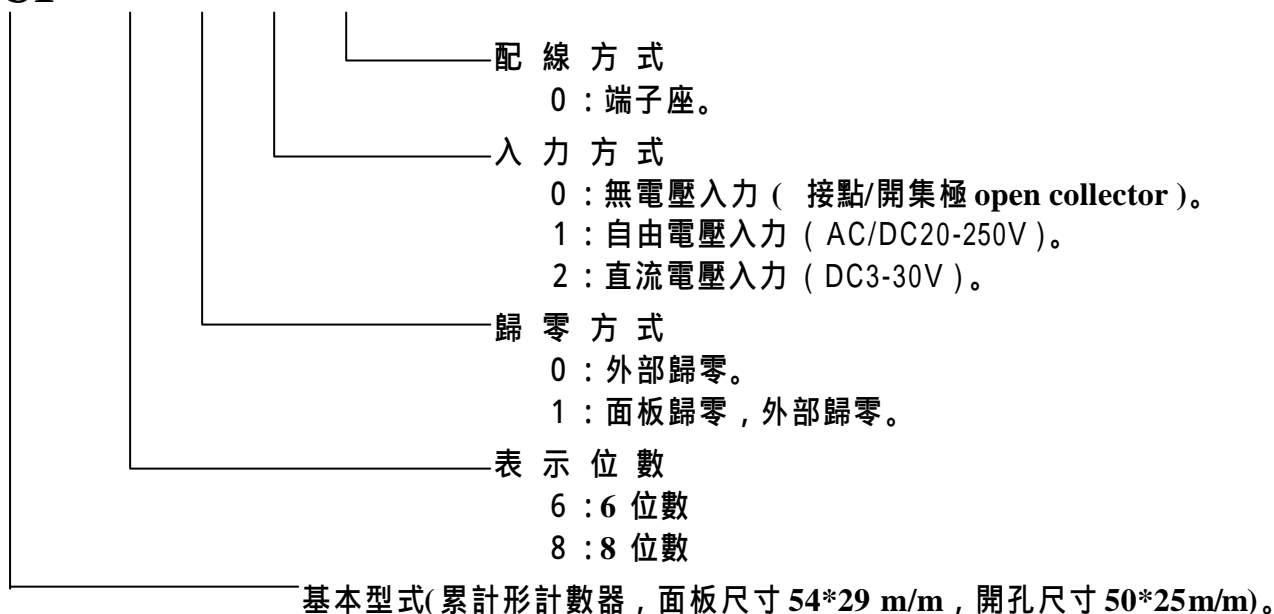 配線方式
0：端子座。
入力方式
0：無電壓入力( 接點/開集極 open collector )。
1：自由電壓入力 ( AC/DC20-250V )。
2：直流電壓入力 ( DC3-30V )。
歸零方式
0：外部歸零。
1：面板歸零，外部歸零。
表示位數
6：6 位數
8：8 位數
基本型式(累計形計數器，面板尺寸 54*29 m/m，開孔尺寸 50*25m/m)。